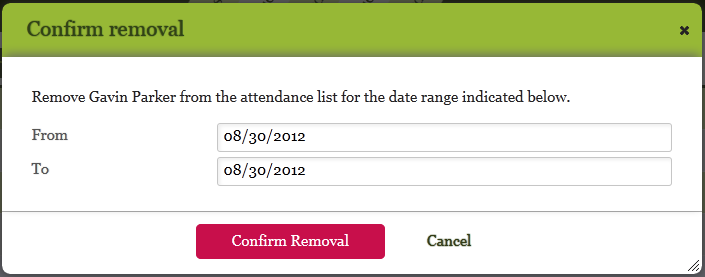 Confirm removal
Remove Gavin Parker from the attendance list for the date range indicated below.
From 08/30/2012
To 08/30/2012
Confirm Removal Cancel